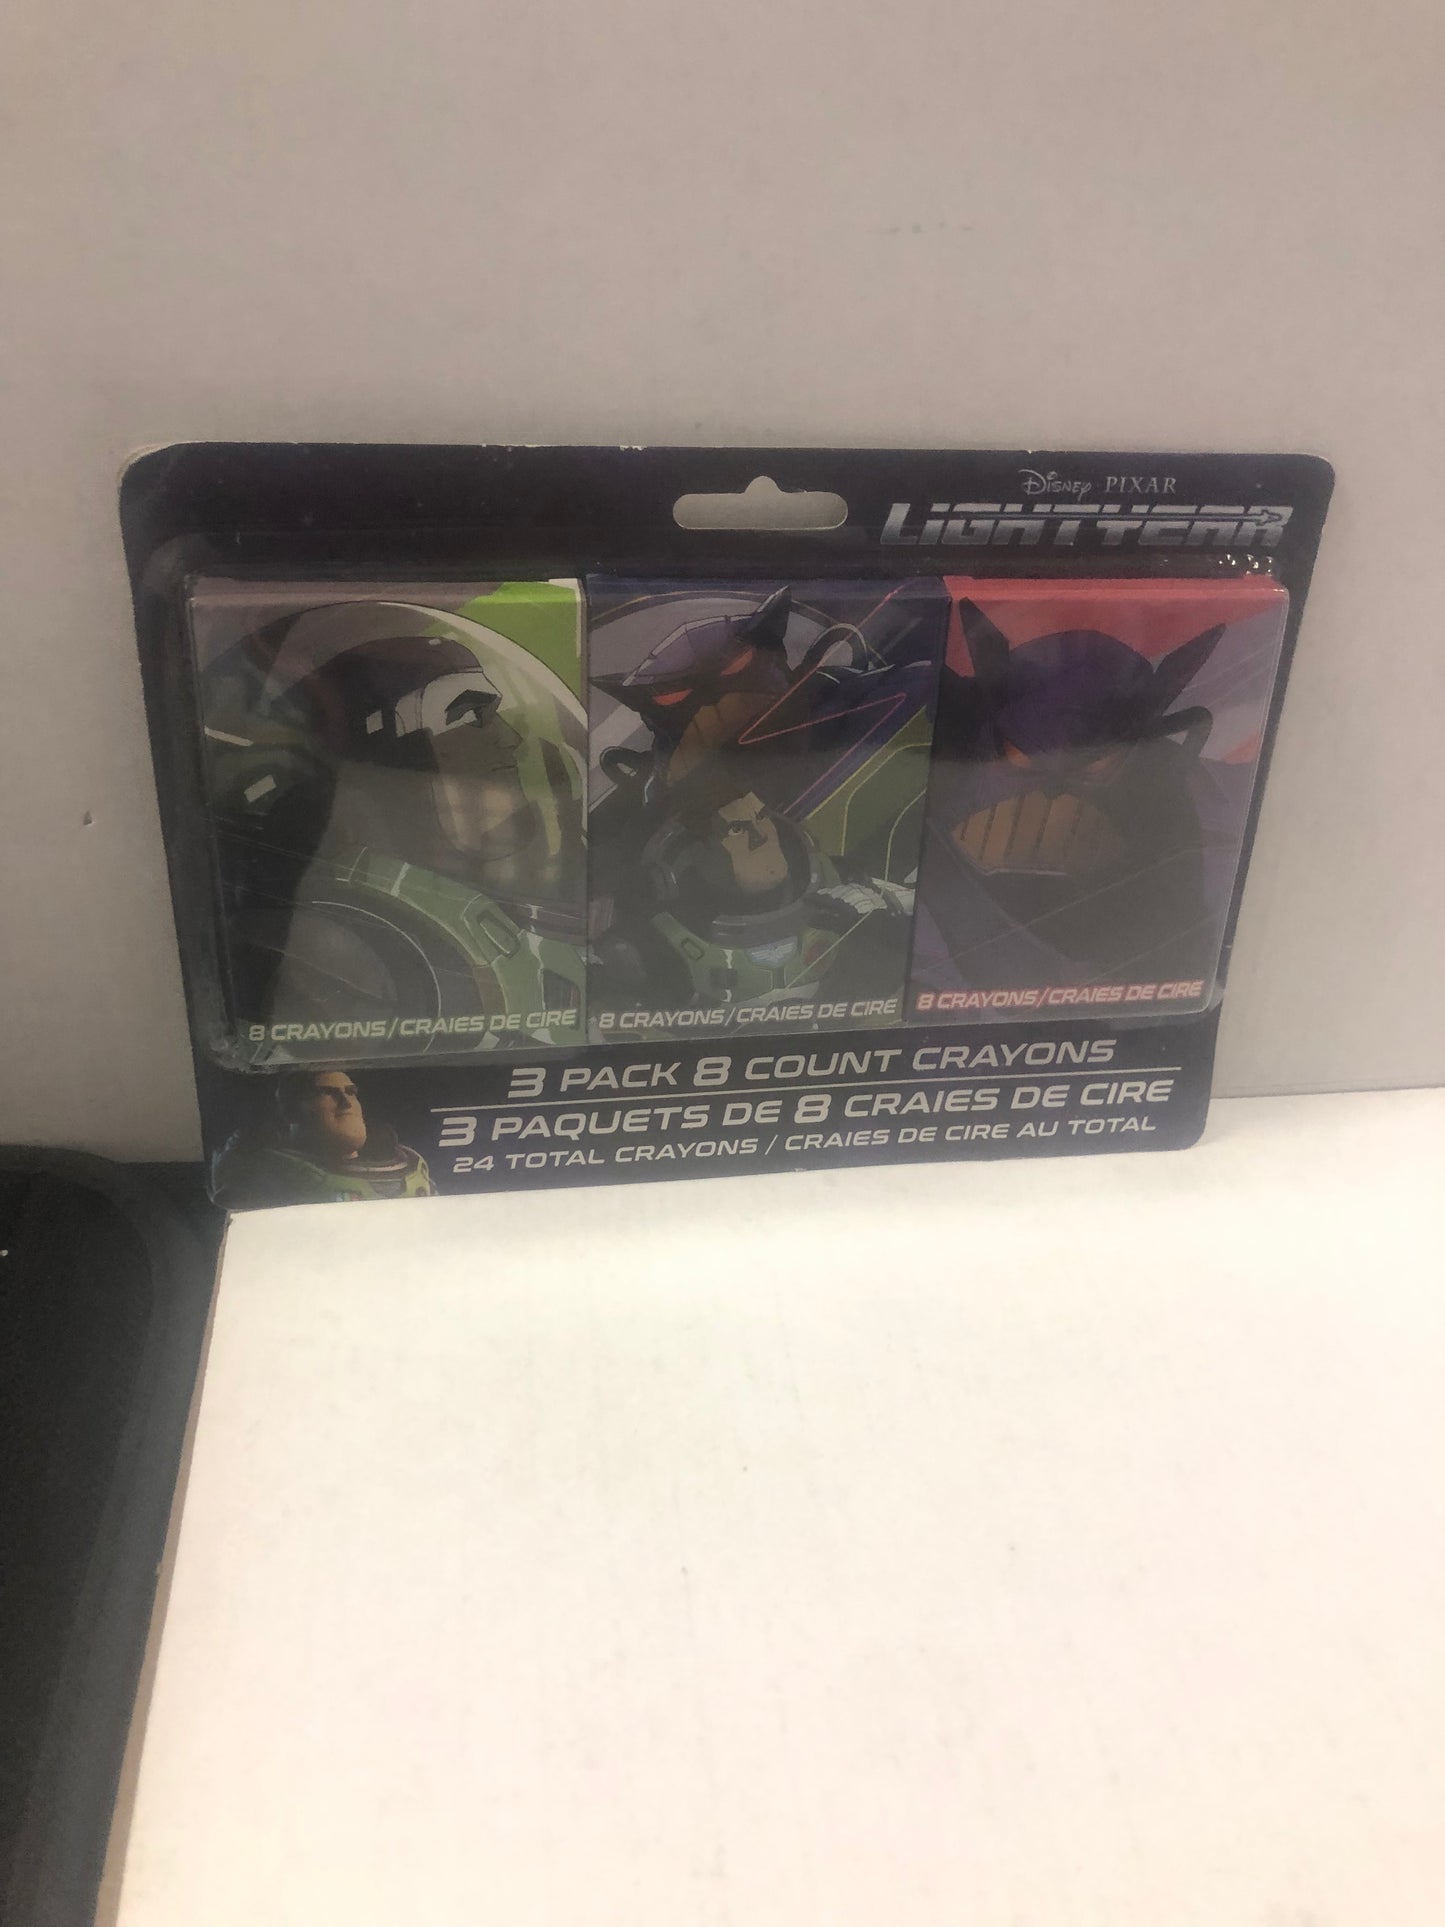 Disney PIXAR
LIGHTYEAR
8 CRAYONS/CRAIES DE CIRE
8 CRAYONS/CRAIES DE CIRE
8 CRAYONS/CRAIES DE CIRE
3 PACK 8 COUNT CRAYONS
3 PAQUETS DE 8 CRAIES DE CIRE
24 TOTAL CRAYONS / CRAIES DE CIRE AU TOTAL